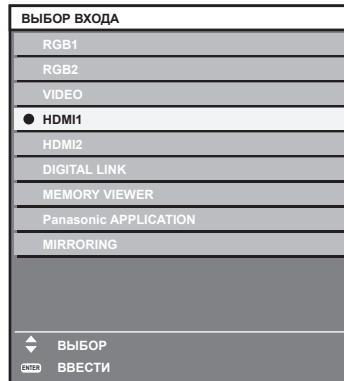 ВЫБОР ВХОДА
RGB1
RGB2
VIDEO
HDMI1
HDMI2
DIGITAL LINK
MEMORY VIEWER
Panasonic APPLICATION
MIRRORING
ВЫБОР
ENTER ВВЕСТИ